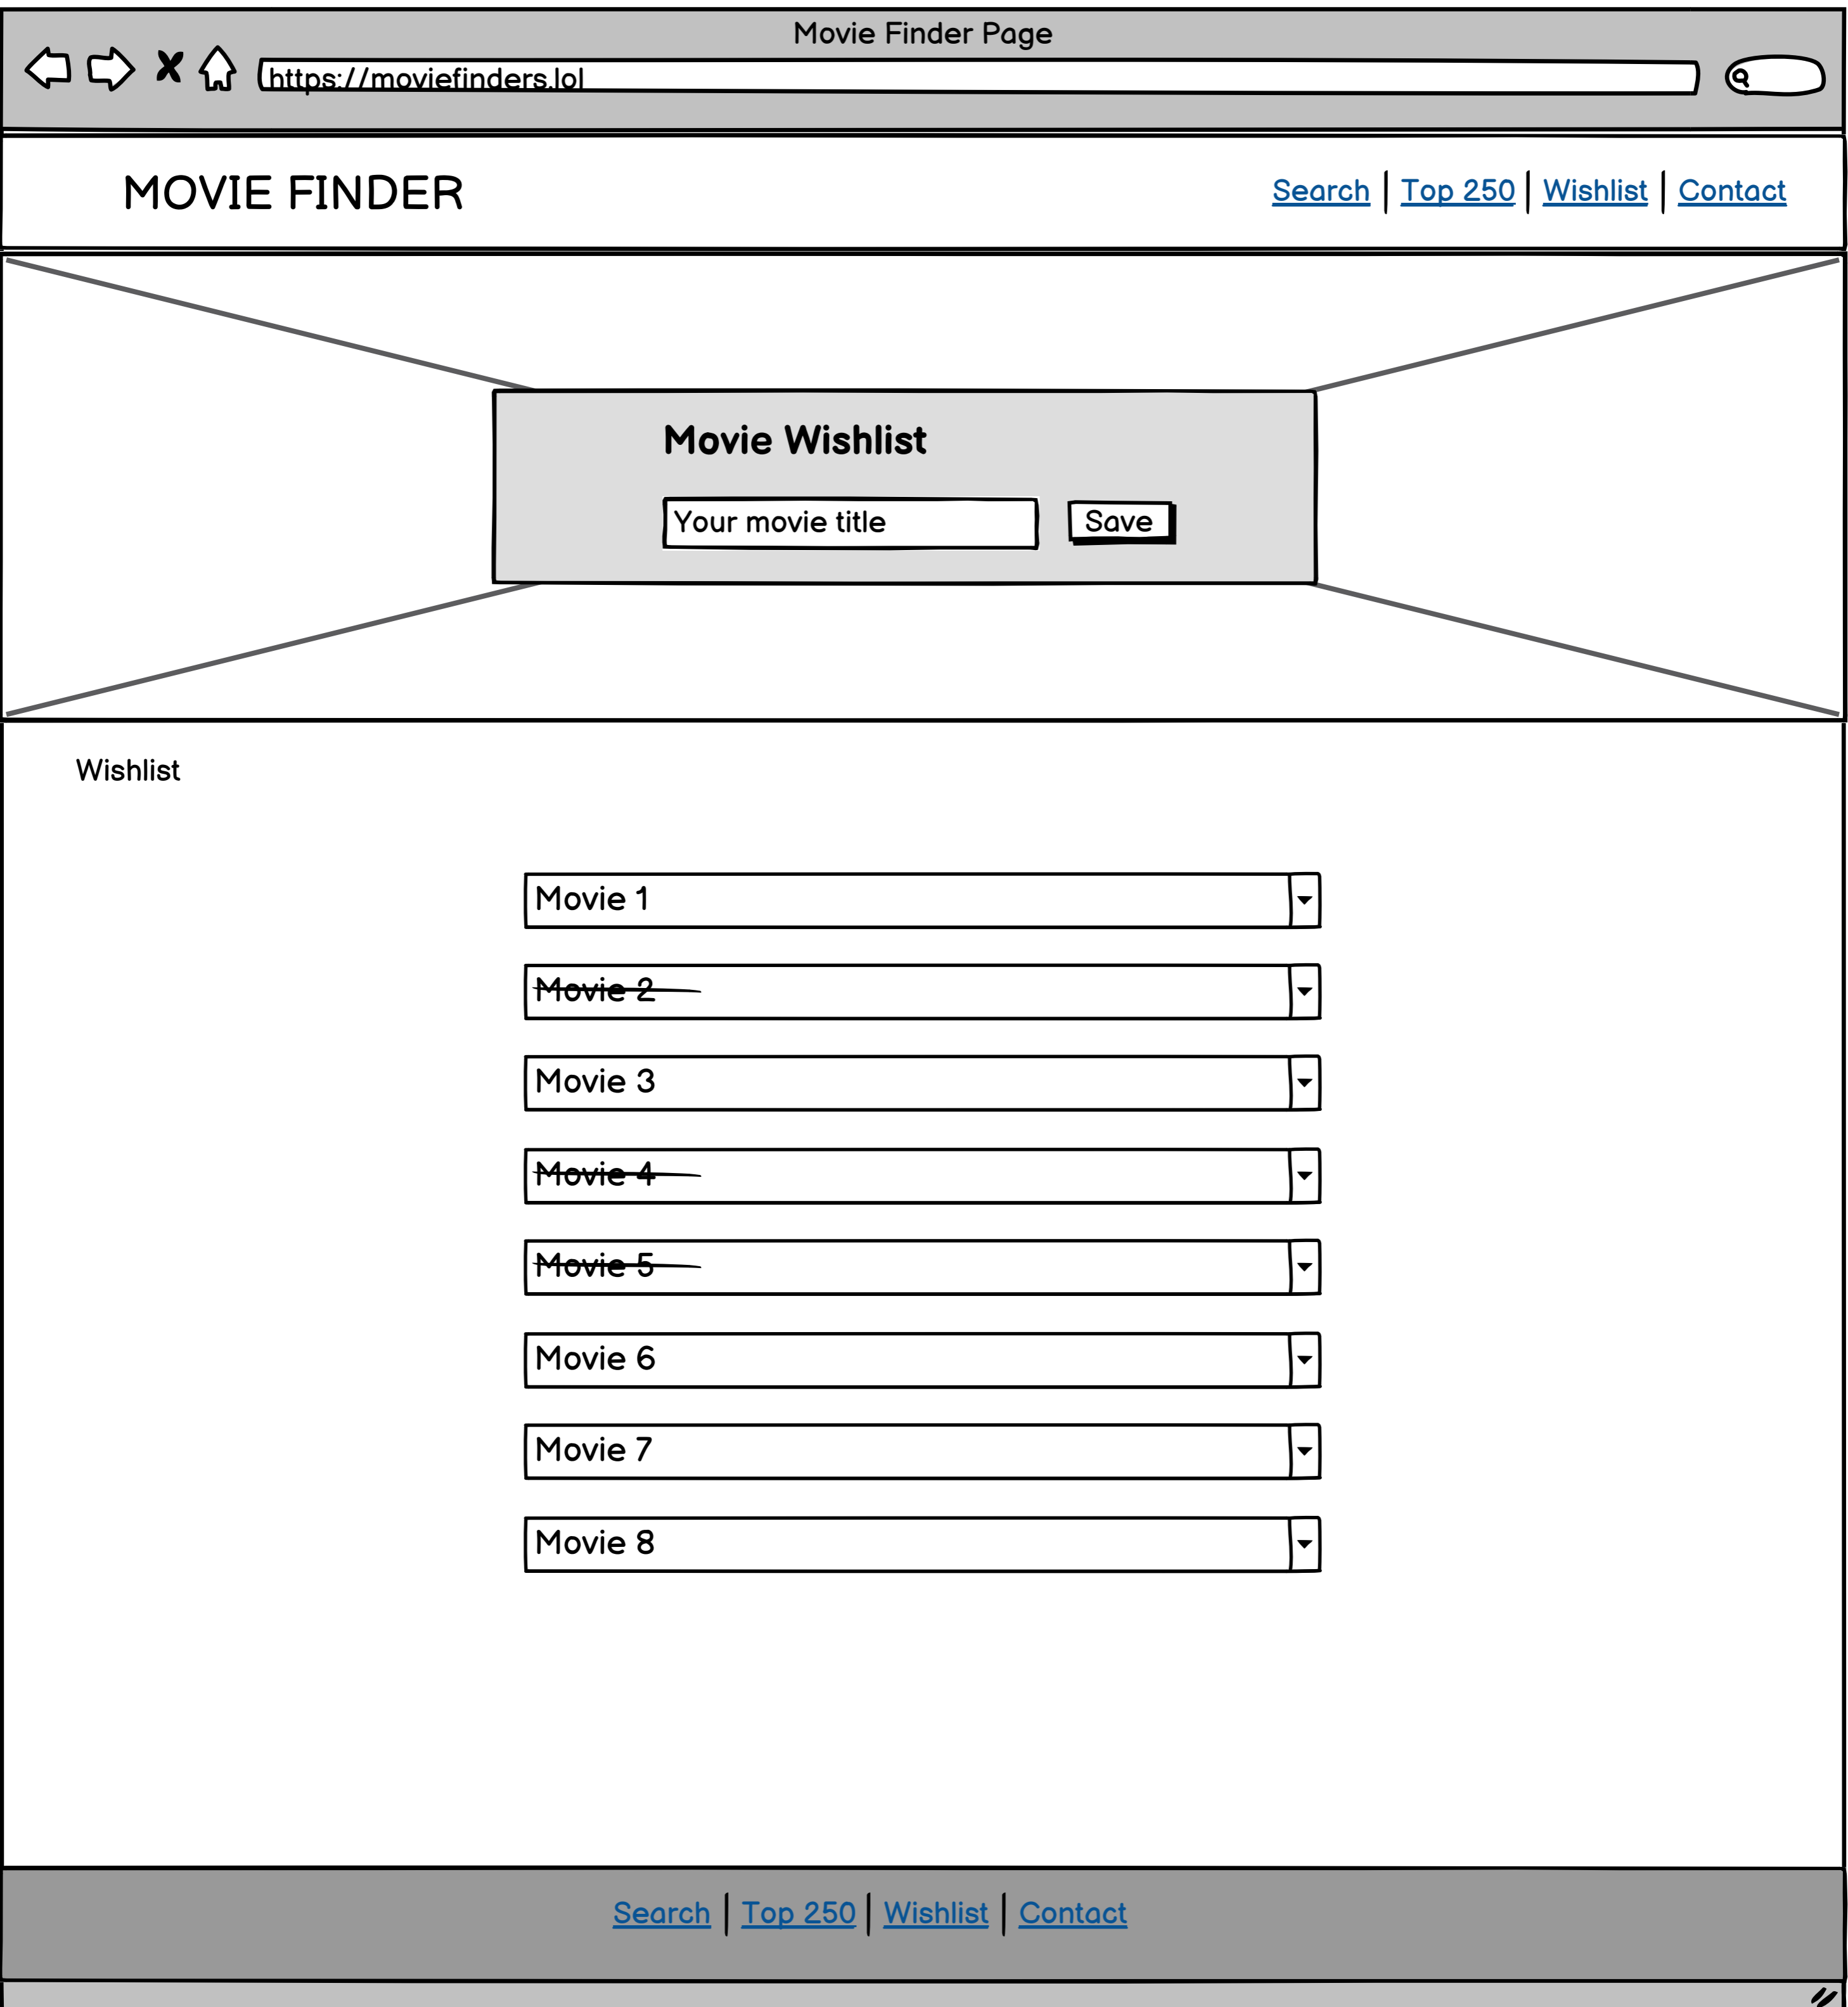 Movie Finder Page
https://moviefinders.lol
MOVIE FINDER
Search | Top 250 | Wishlist | Contact
Movie Wishlist
Your movie title
Save
Wishlist
Movie 1
Movie 2
Movie 3
Movie 4
Movie 5
Movie 6
Movie 7
Movie 8
Search | Top 250 | Wishlist | Contact